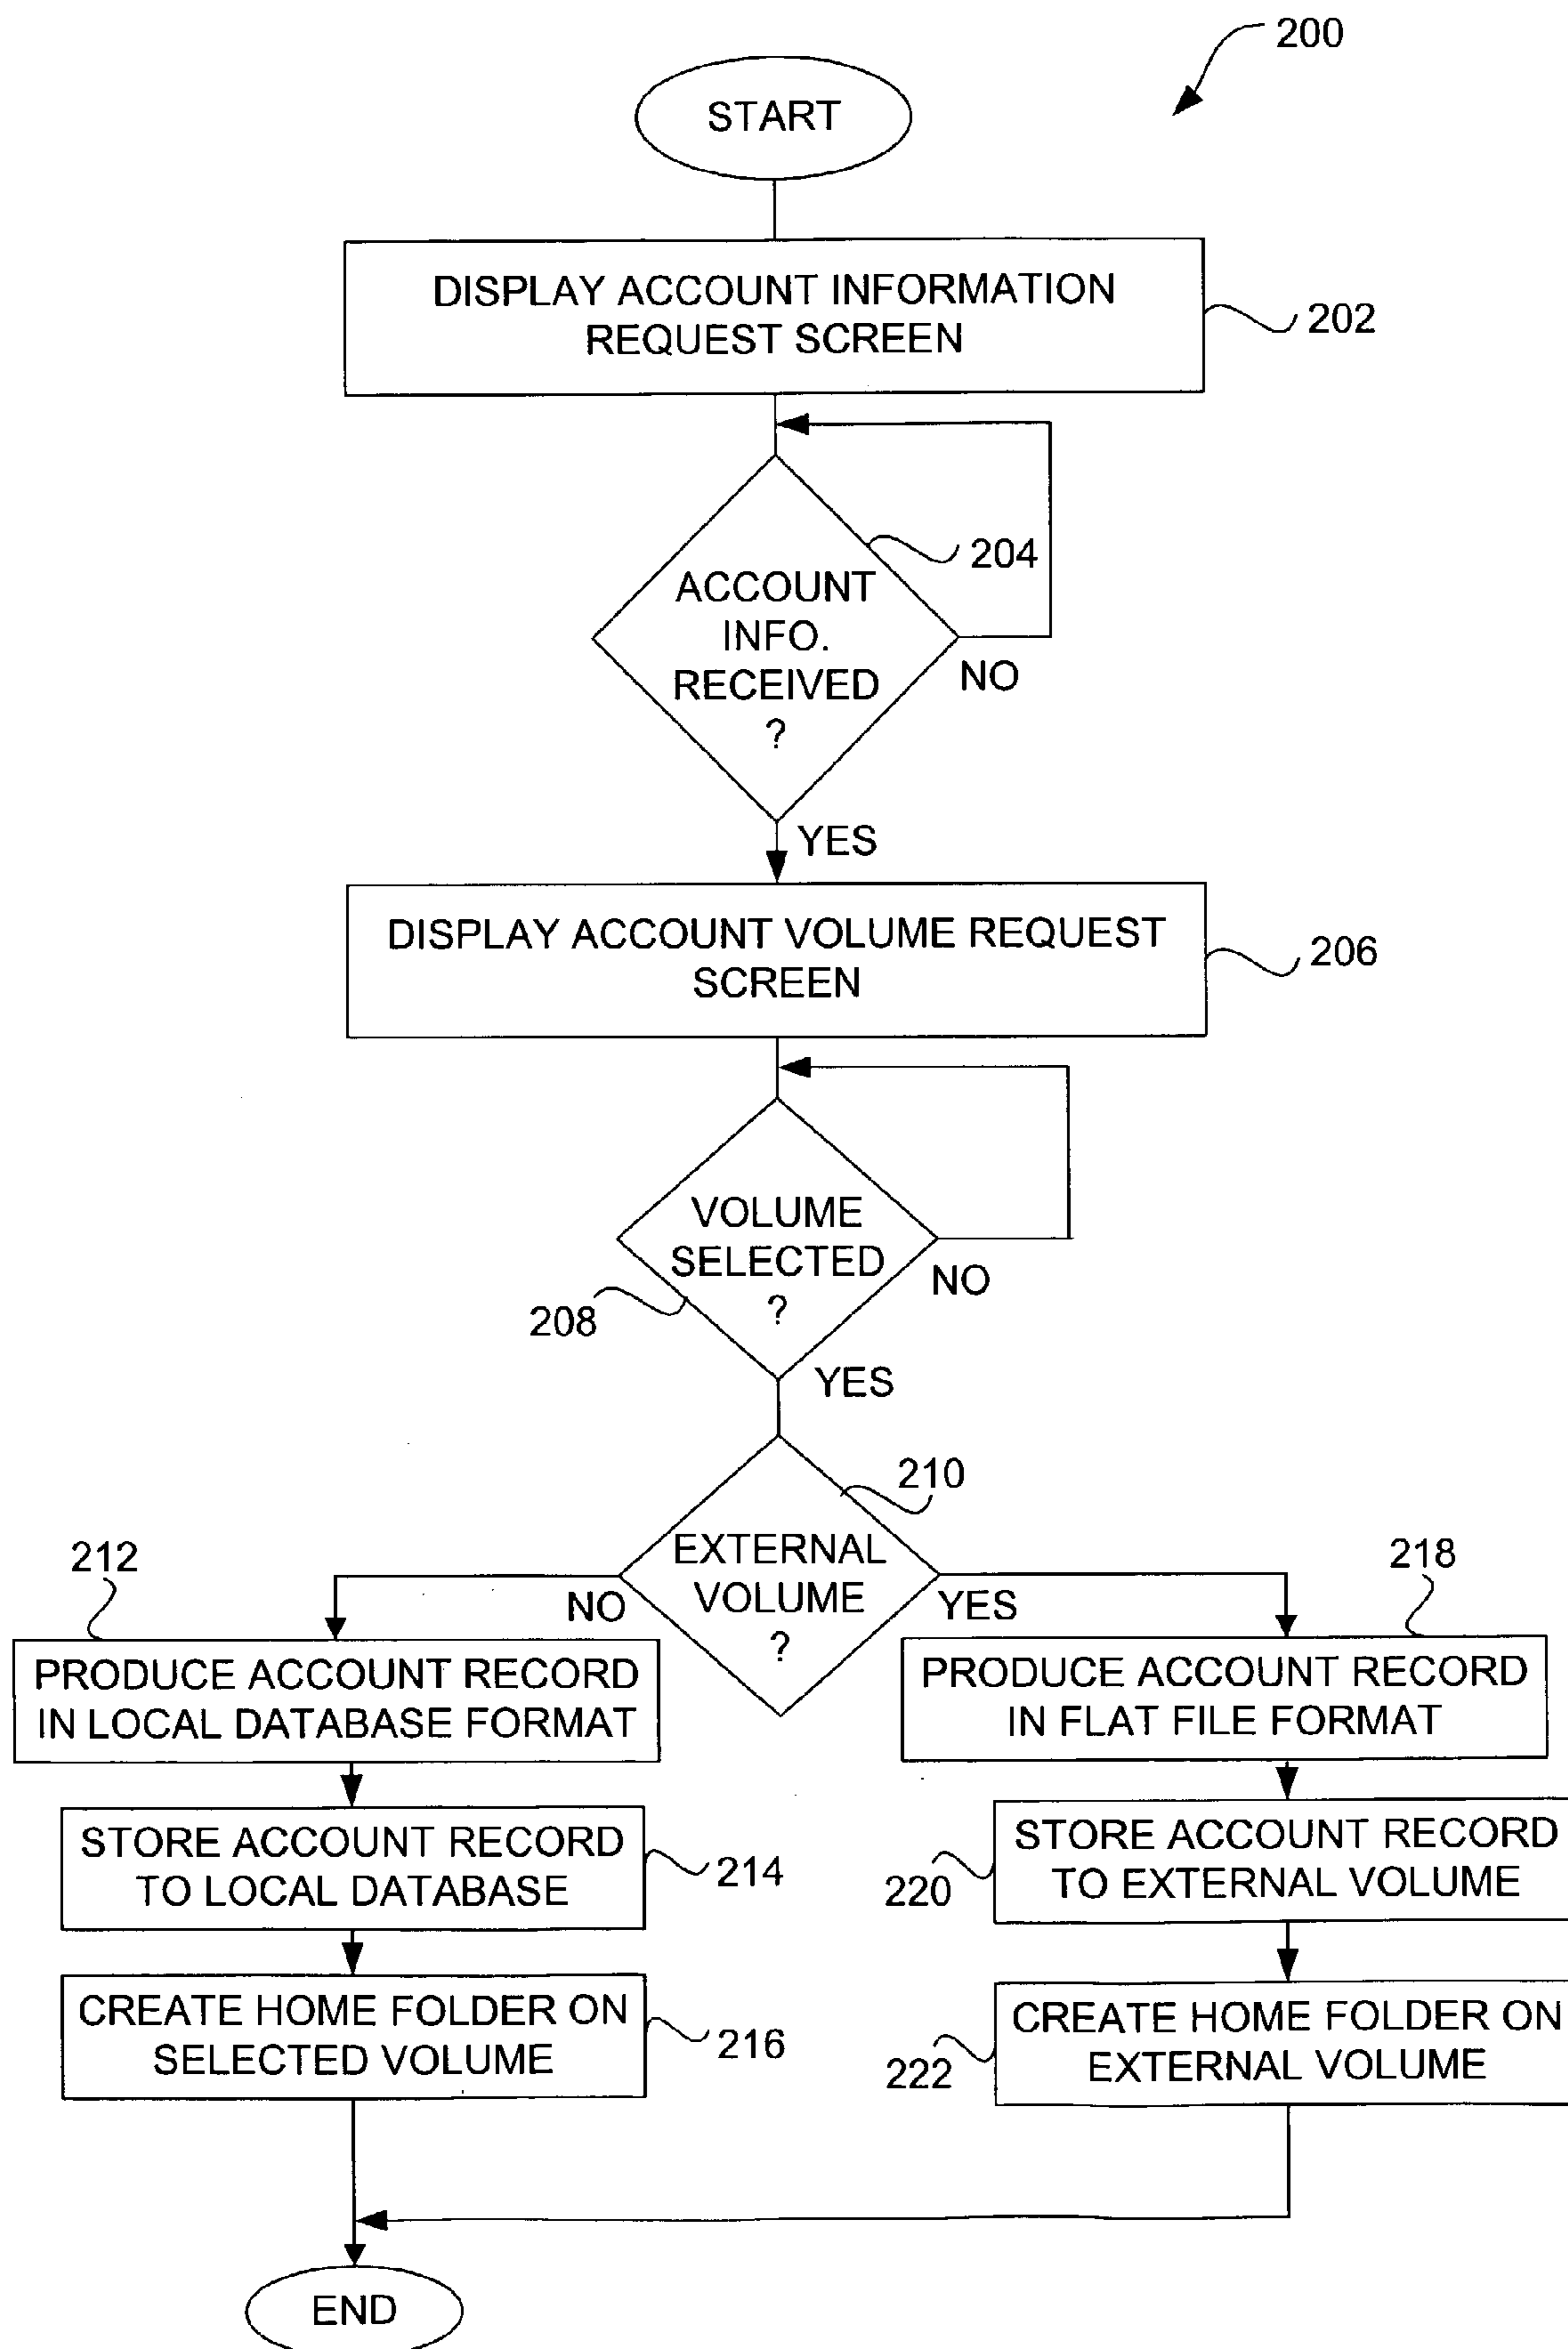 200
START
DISPLAY ACCOUNT INFORMATION
REQUEST SCREEN
202
204
ACCOUNT
INFO.
RECEIVED
?
NO
YES
DISPLAY ACCOUNT VOLUME REQUEST
SCREEN
206
VOLUME
SELECTED
?
NO
208
YES
210
EXTERNAL
VOLUME
?
NO
YES
212
PRODUCE ACCOUNT RECORD
IN LOCAL DATABASE FORMAT
STORE ACCOUNT RECORD
TO LOCAL DATABASE
214
CREATE HOME FOLDER ON
SELECTED VOLUME
216
218
PRODUCE ACCOUNT RECORD
IN FLAT FILE FORMAT
STORE ACCOUNT RECORD
TO EXTERNAL VOLUME
220
CREATE HOME FOLDER ON
EXTERNAL VOLUME
222
END